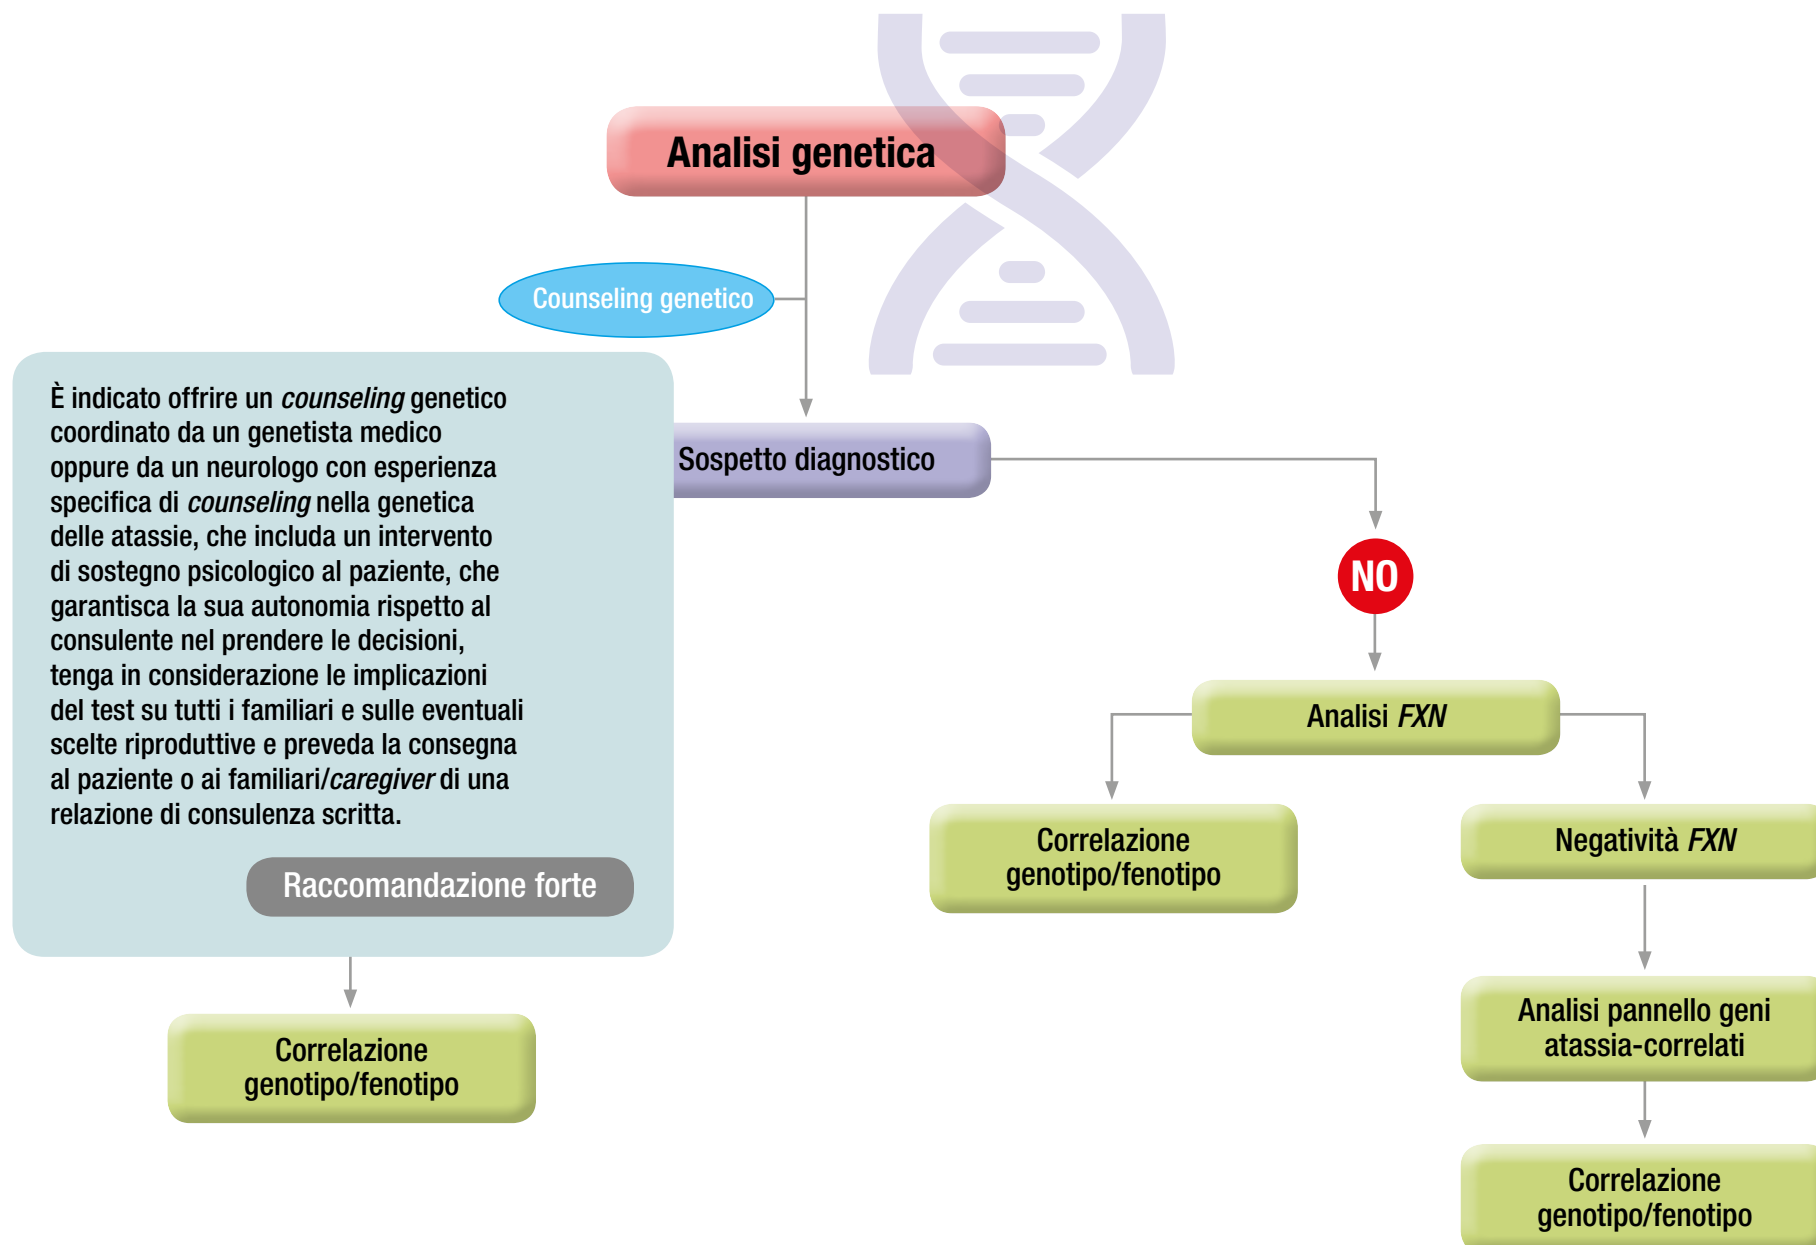 Analisi genetica
Counseling genetico
È indicato offrire un counseling genetico
coordinato da un genetista medico
oppure da un neurologo con esperienza
specifica di counseling nella genetica
delle atassie, che includa un intervento
di sostegno psicologico al paziente, che
garantisca la sua autonomia rispetto al
consulente nel prendere le decisioni,
tenga in considerazione le implicazioni
del test su tutti i familiari e sulle eventuali
scelte riproduttive e preveda la consegna
al paziente o ai familiari/caregiver di una
relazione di consulenza scritta.
Raccomandazione forte
Correlazione
genotipo/fenotipo
Sospetto diagnostico
NO
Analisi FXN
Correlazione
genotipo/fenotipo
Negatività FXN
Analisi pannello geni
atassia-correlati
Correlazione
genotipo/fenotipo